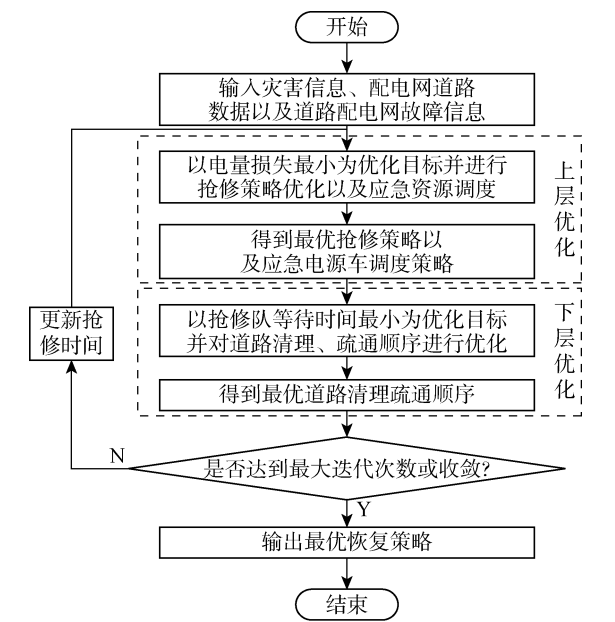 开始
输入灾害信息、配电网道路
数据以及道路配电网故障信息
以电量损失最小为优化目标并进行
抢修策略优化以及应急资源调度
得到最优抢修策略以
及应急电源车调度策略
上层优化
以抢修队等待时间最小为优化目标
并对道路清理、疏通顺序进行优化
得到最优道路清理疏通顺序
下层优化
更新抢
修时间
是否达到最大迭代次数或收敛?
N
Y
输出最优恢复策略
结束